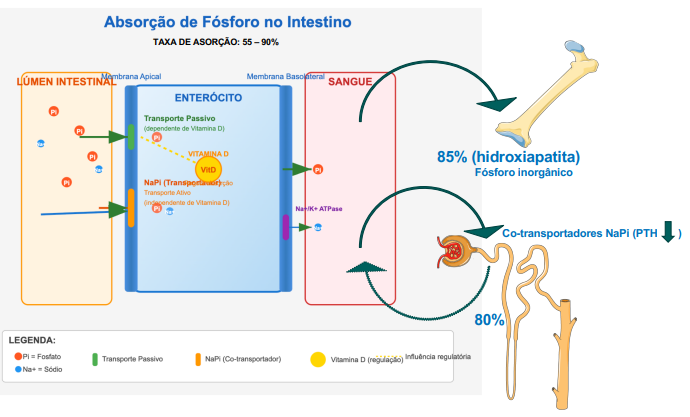 Absorção de Fósforo no Intestino
TAXA DE ASORÇÃO: 55 – 90%
LÚMEN INTESTINAL
Membrana Apical
Membrana Basolateral
SANGUE
ENTERÓCITO
Transporte Passivo
(dependente de Vitamina D)
Pi
Pi
Pi
Pi
Pi
VITAMINA D
VitD
Pi
NaPi (Transportador)
Transporte Ativo
(independente de Vitamina D)
Pi
Na+/K+ ATPase
85% (hidroxiapatita)
Fósforo inorgânico
Co-transportadores NaPi (PTH )
80%
LEGENDA:
Pi = Fosfato
Na+ = Sódio
Transporte Passivo
NaPi (Co-transportador)
Vitamina D (regulação)
Influência regulatória